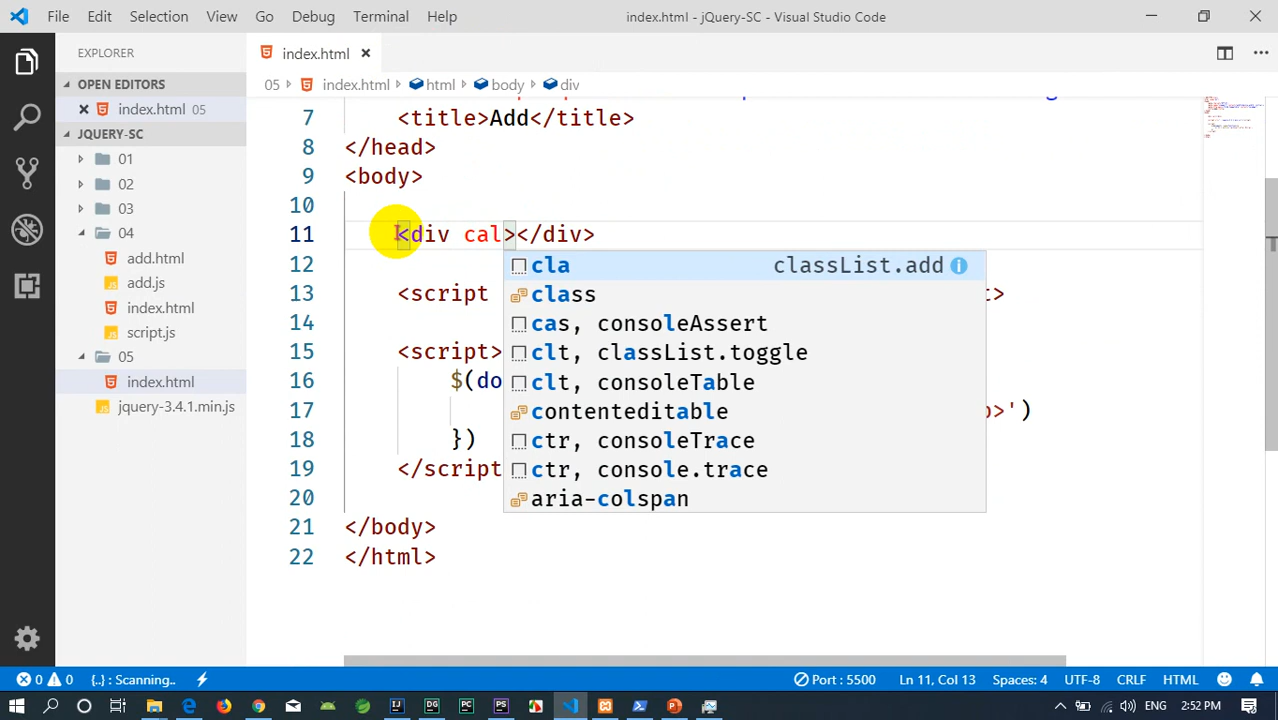 File Edit Selection View Go Debug Terminal Help index.html - jQuery-SC - Visual Studio Code
EXPLORER
OPEN EDITORS
index.html 05
JQUERY-SC
01
02
03
04
add.html
add.js
index.html
script.js
05
index.html
jquery-3.4.1.min.js
index.html
05 index.html html body div
7 <title>Add</title>
8 </head>
9 <body>
10
11 <div cal></div>
12
13 <script t>
14
15 <script>
16 $(do
17 p>')
18 })
19 </script
20
21 </body>
22 </html>
cla classList.add
class
cas, consoleAssert
clt, classList.toggle
clt, consoleTable
contenteditable
ctr, consoleTrace
ctr, console.trace
aria-colspan
0 0 {..} : Scanning.. Port : 5500 Ln 11, Col 13 Spaces: 4 UTF-8 CRLF HTML
IJ DG PC PS
ENG 2:52 PM